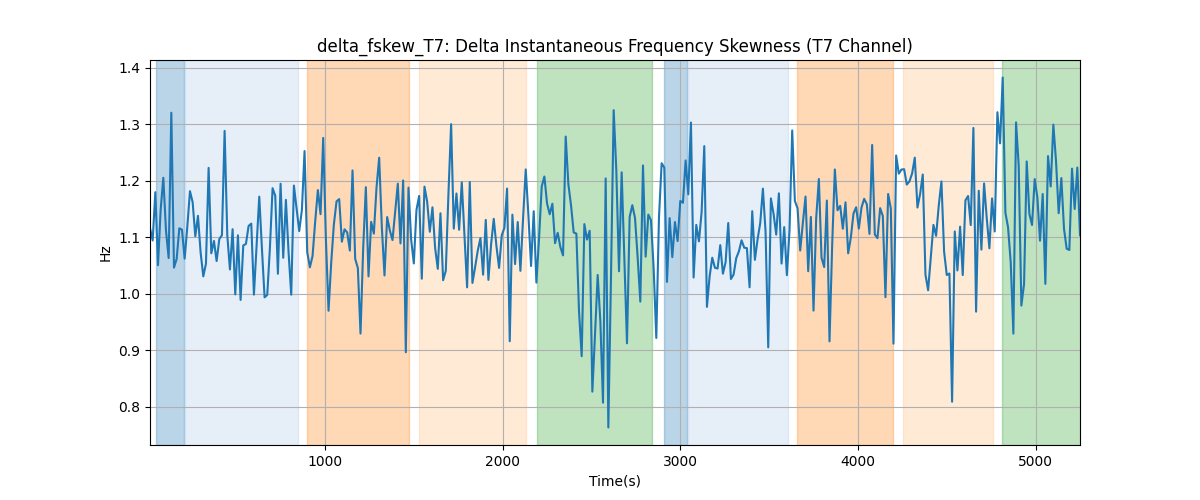 delta_fskew_T7: Delta Instantaneous Frequency Skewness (T7 Channel)
1.4
1.3
1.2
1.1
1.0
0.9
0.8
Hz
1000 2000 3000 4000 5000
Time(s)